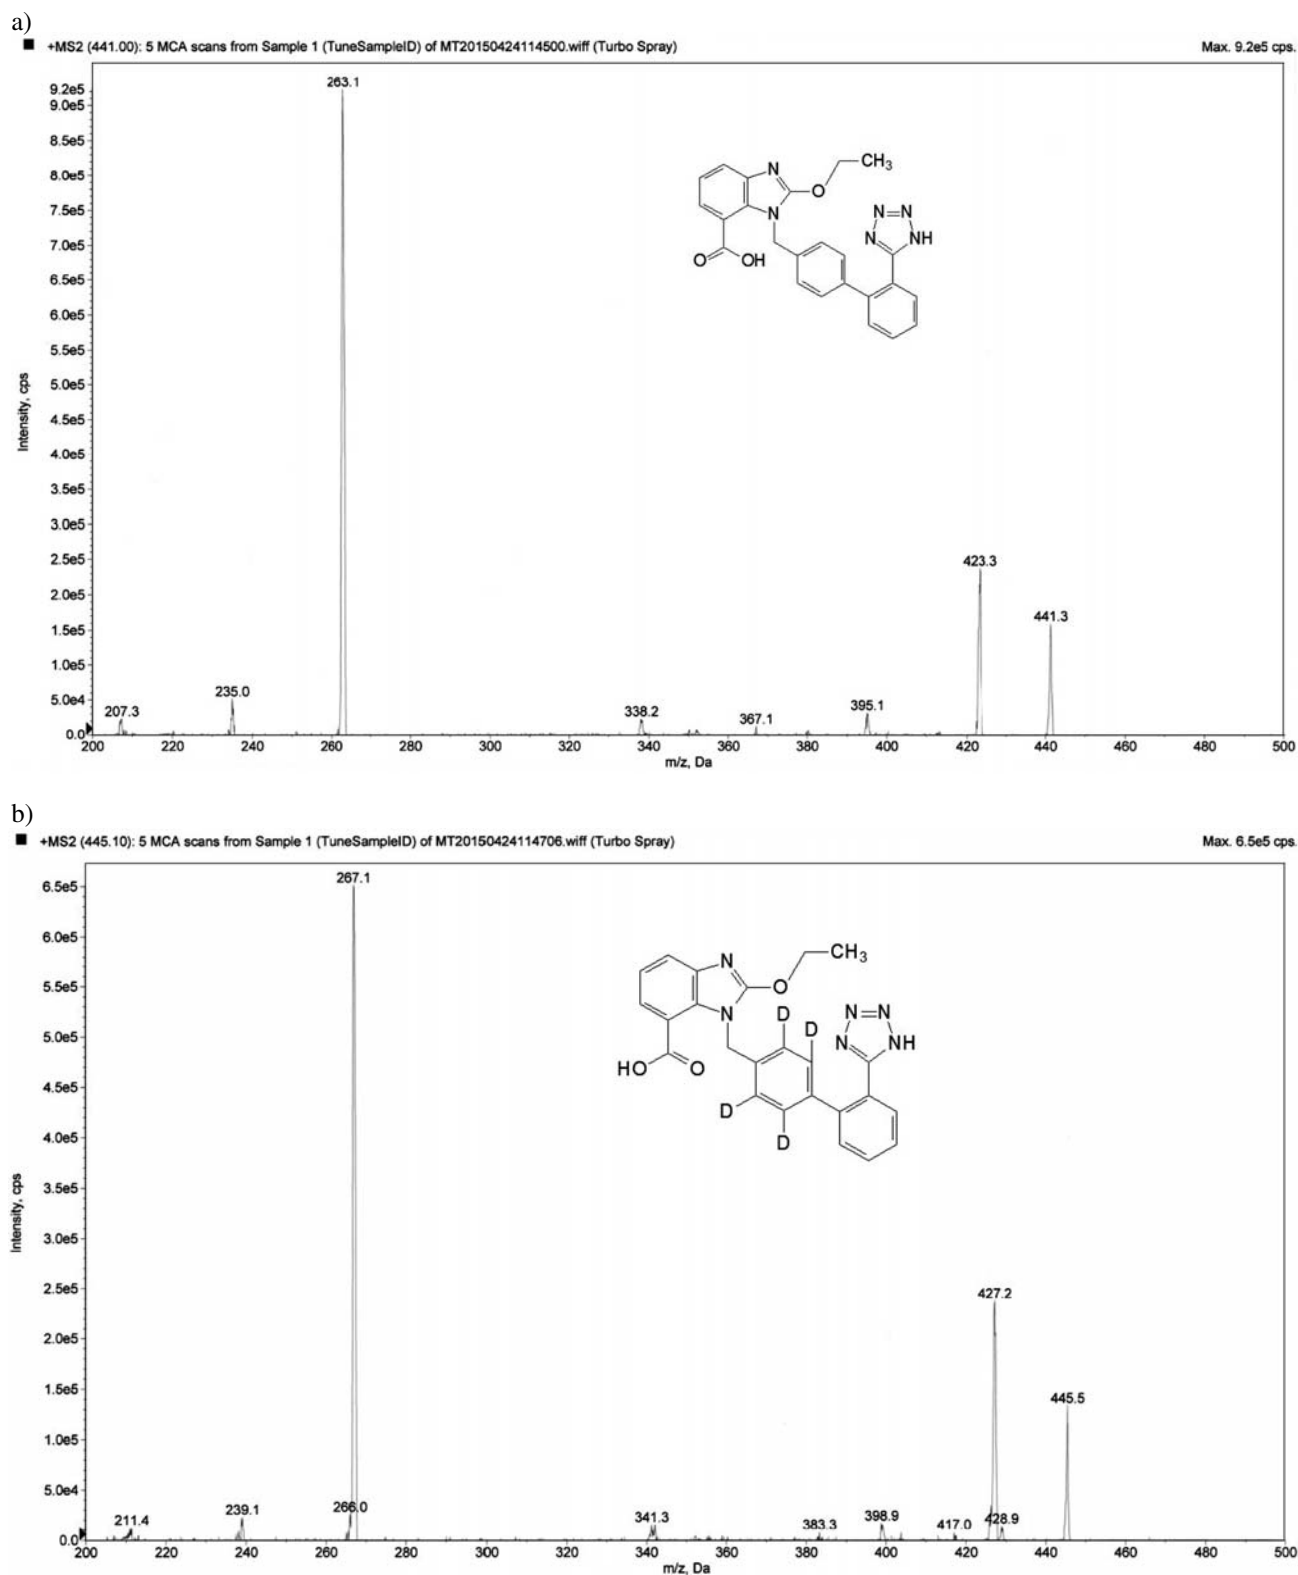 a)
+MS2 (441.00): 5 MCA scans from Sample 1 (TuneSampleID) of MT20150424114500.wiff (Turbo Spray) Max. 9.2e5 cps.
9.2e5
9.0e5
8.5e5
8.0e5
7.5e5
7.0e5
6.5e5
6.0e5
5.5e5
5.0e5
4.5e5
4.0e5
3.5e5
3.0e5
2.5e5
2.0e5
1.5e5
1.0e5
5.0e4
0.0
Intensity, cps
263.1
423.3
441.3
235.0
207.3
338.2
367.1
395.1
N
CH3
O
N
N=N
N NH
O OH
200 220 240 260 280 300 320 340 360 380 400 420 440 460 480 500
m/z, Da
b)
+MS2 (445.10): 5 MCA scans from Sample 1 (TuneSampleID) of MT20150424114706.wiff (Turbo Spray) Max. 6.5e5 cps.
6.5e5
6.0e5
5.5e5
5.0e5
4.5e5
4.0e5
3.5e5
3.0e5
2.5e5
2.0e5
1.5e5
1.0e5
5.0e4
0.0
Intensity, cps
267.1
427.2
445.5
239.1
266.0
211.4
341.3
383.3
398.9
417.0
428.9
N
CH3
O
N
D D
N=N
N NH
HO O
D
D
200 220 240 260 280 300 320 340 360 380 400 420 440 460 480 500
m/z, Da